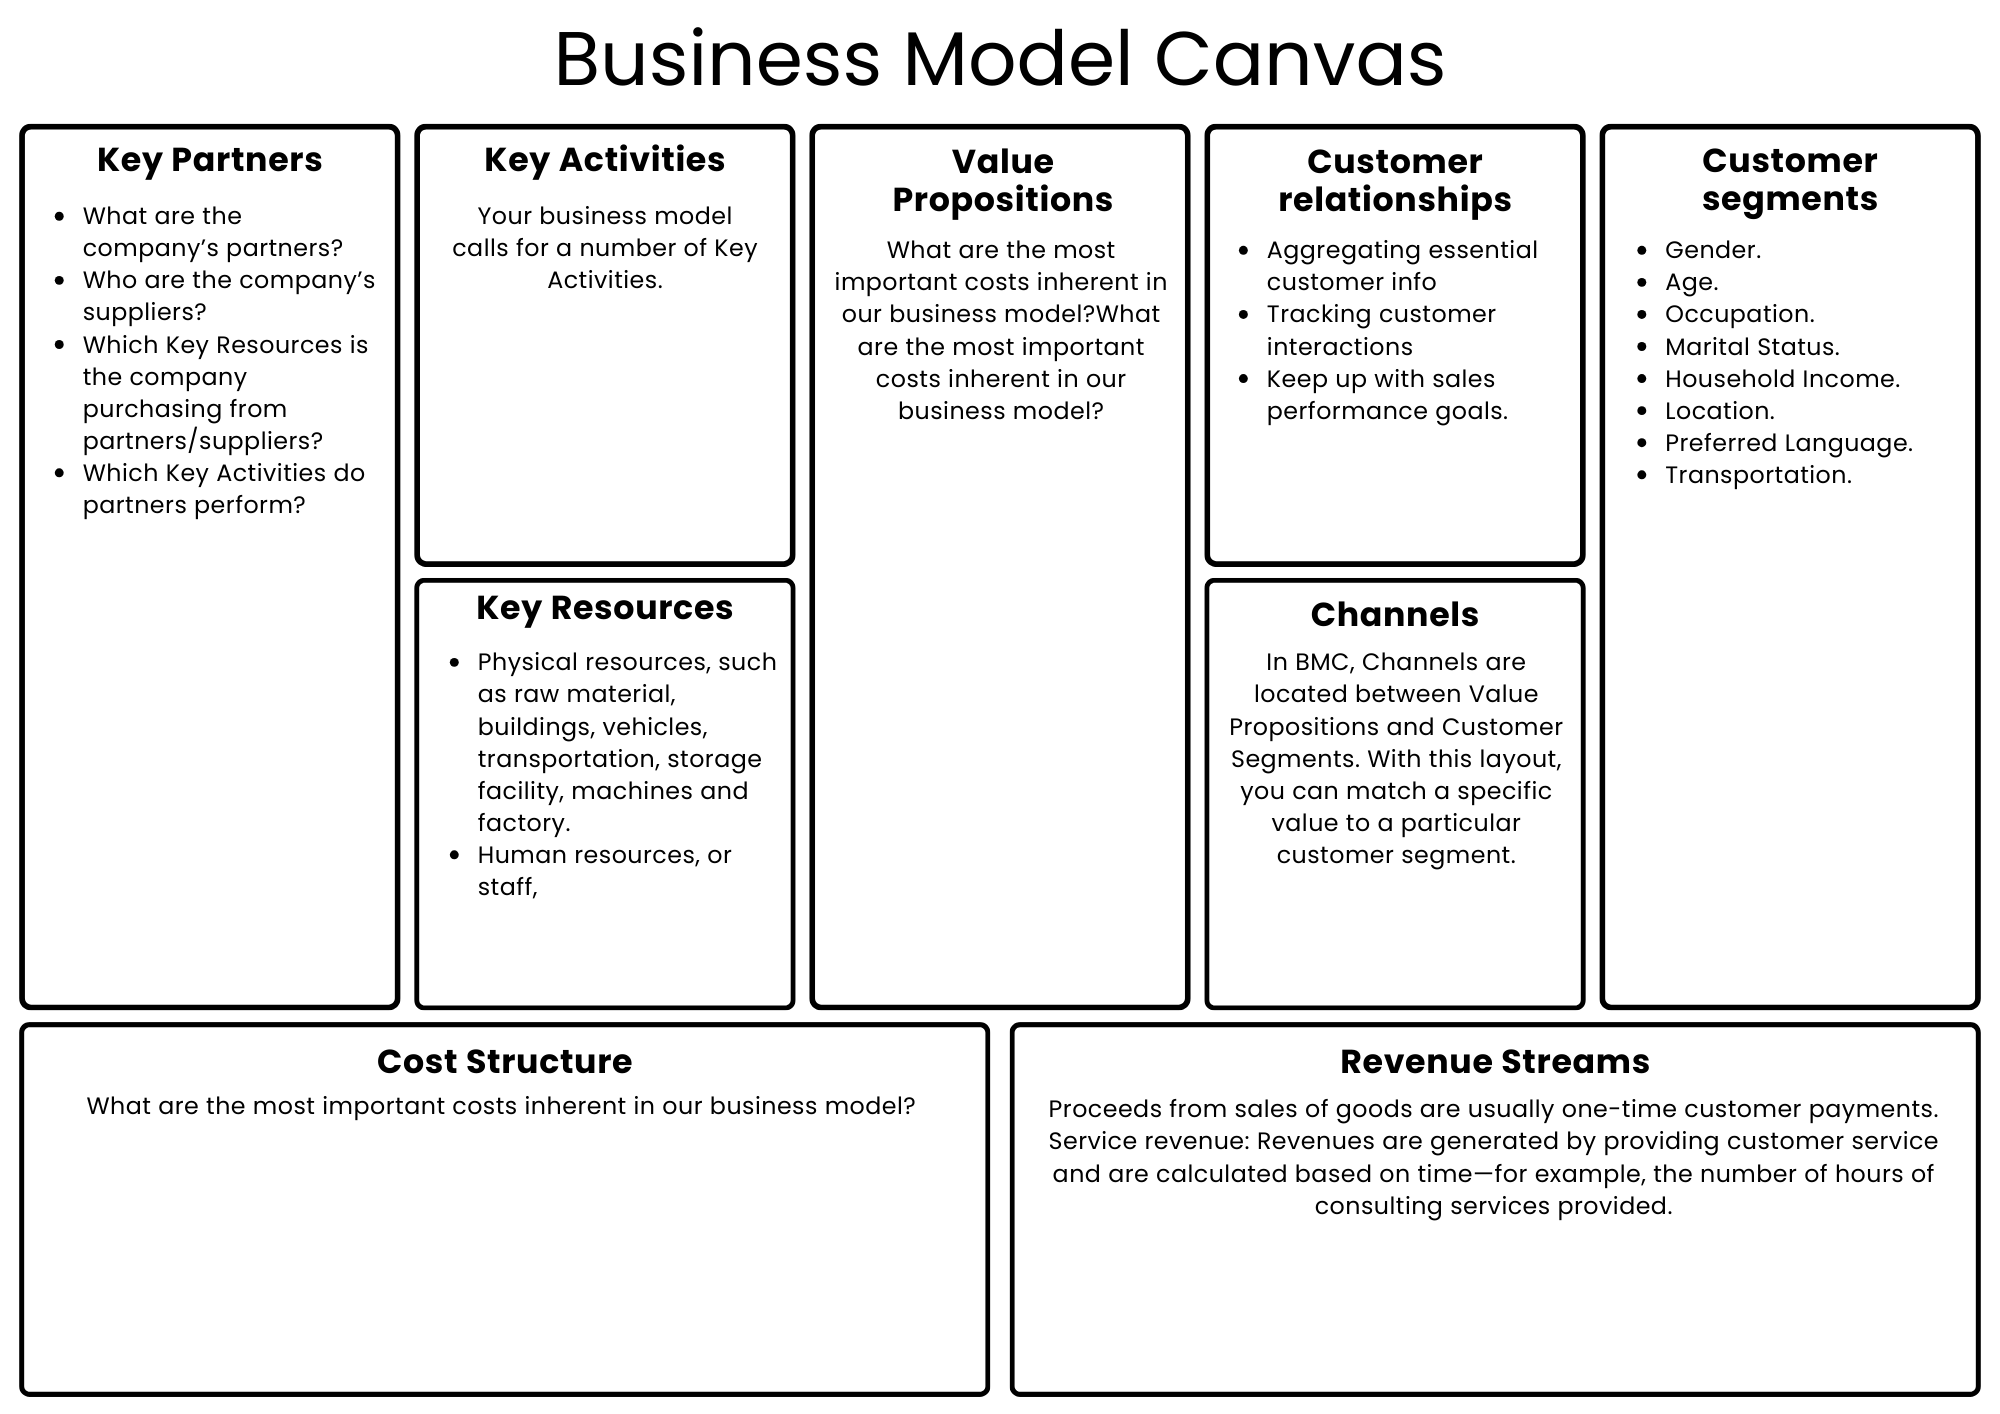 Business Model Canvas
Key Partners
• What are the
company’s partners?
• Who are the company’s
suppliers?
• Which Key Resources is
the company
purchasing from
partners/suppliers?
• Which Key Activities do
partners perform?
Key Activities
Your business model
calls for a number of Key
Activities.
Key Resources
• Physical resources, such
as raw material,
buildings, vehicles,
transportation, storage
facility, machines and
factory.
• Human resources, or
staff,
Value
Propositions
What are the most
important costs inherent in
our business model?What
are the most important
costs inherent in our
business model?
Customer
relationships
• Aggregating essential
customer info
• Tracking customer
interactions
• Keep up with sales
performance goals.
Channels
In BMC, Channels are
located between Value
Propositions and Customer
Segments. With this layout,
you can match a specific
value to a particular
customer segment.
Customer
segments
• Gender.
• Age.
• Occupation.
• Marital Status.
• Household Income.
• Location.
• Preferred Language.
• Transportation.
Cost Structure
What are the most important costs inherent in our business model?
Revenue Streams
Proceeds from sales of goods are usually one-time customer payments.
Service revenue: Revenues are generated by providing customer service
and are calculated based on time—for example, the number of hours of
consulting services provided.